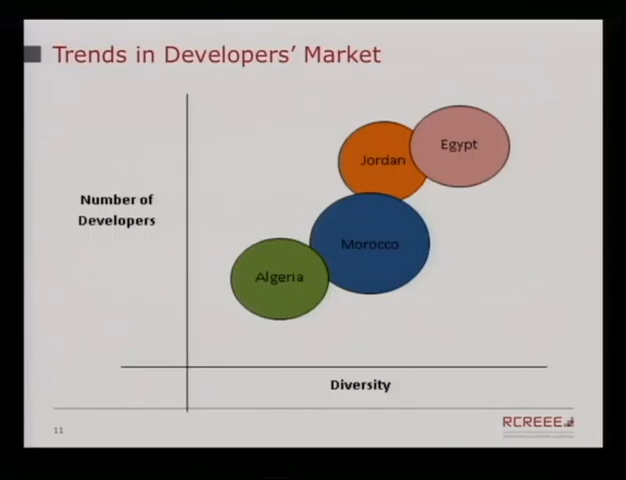 Trends in Developers' Market
Egypt
Jordan
Number of
Developers
Morocco
Algeria
Diversity
11
RCREEE